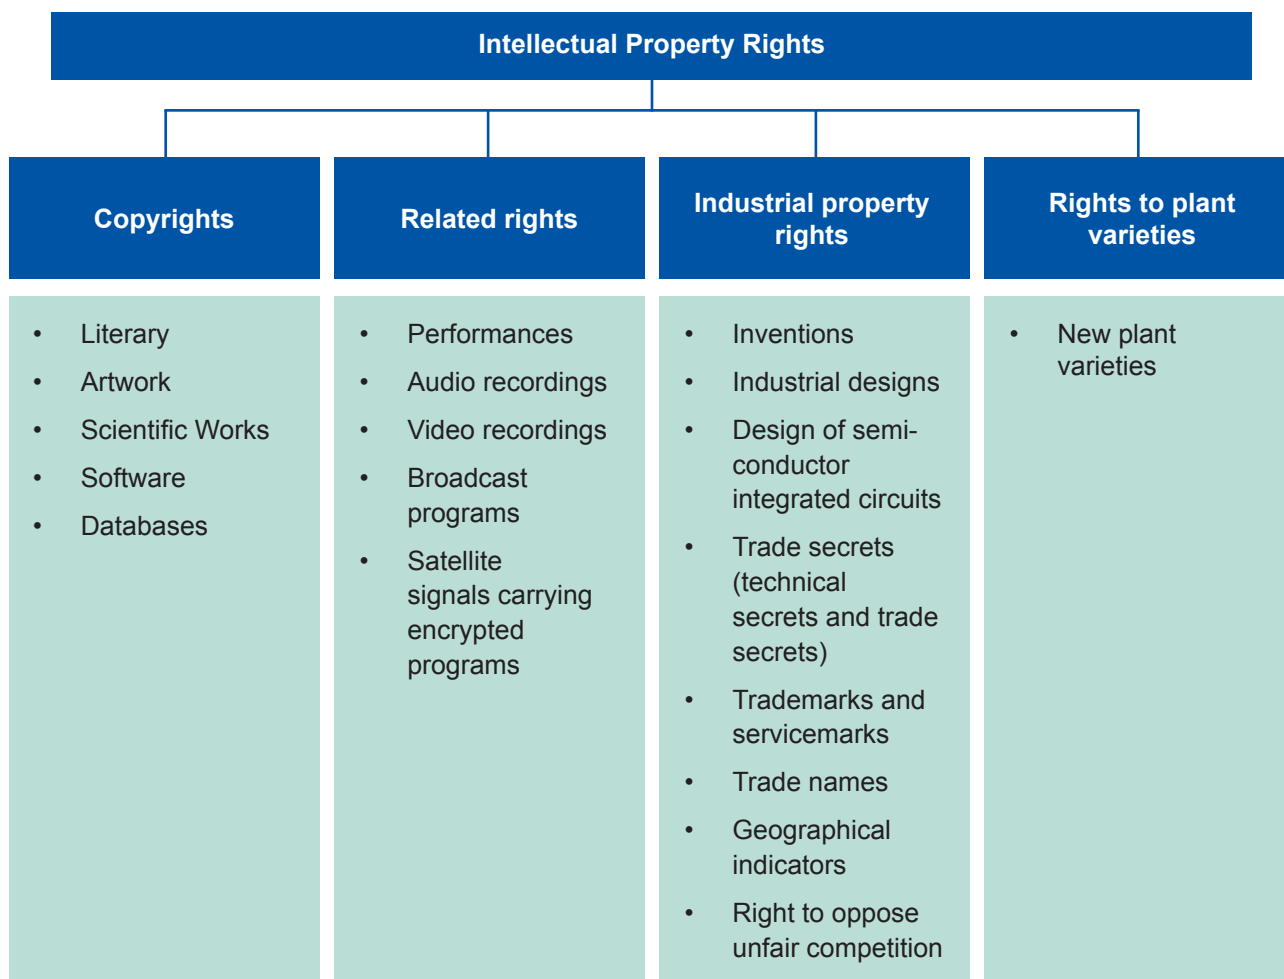 Intellectual Property Rights
Copyrights
Related rights
Industrial property
rights
Rights to plant
varieties
• Literary
• Artwork
• Scientific Works
• Software
• Databases
• Performances
• Audio recordings
• Video recordings
• Broadcast
programs
• Satellite
signals carrying
encrypted
programs
• Inventions
• Industrial designs
• Design of semi-
conductor
integrated circuits
• Trade secrets
(technical
secrets and trade
secrets)
• Trademarks and
servicemarks
• Trade names
• Geographical
indicators
• Right to oppose
unfair competition
• New plant
varieties